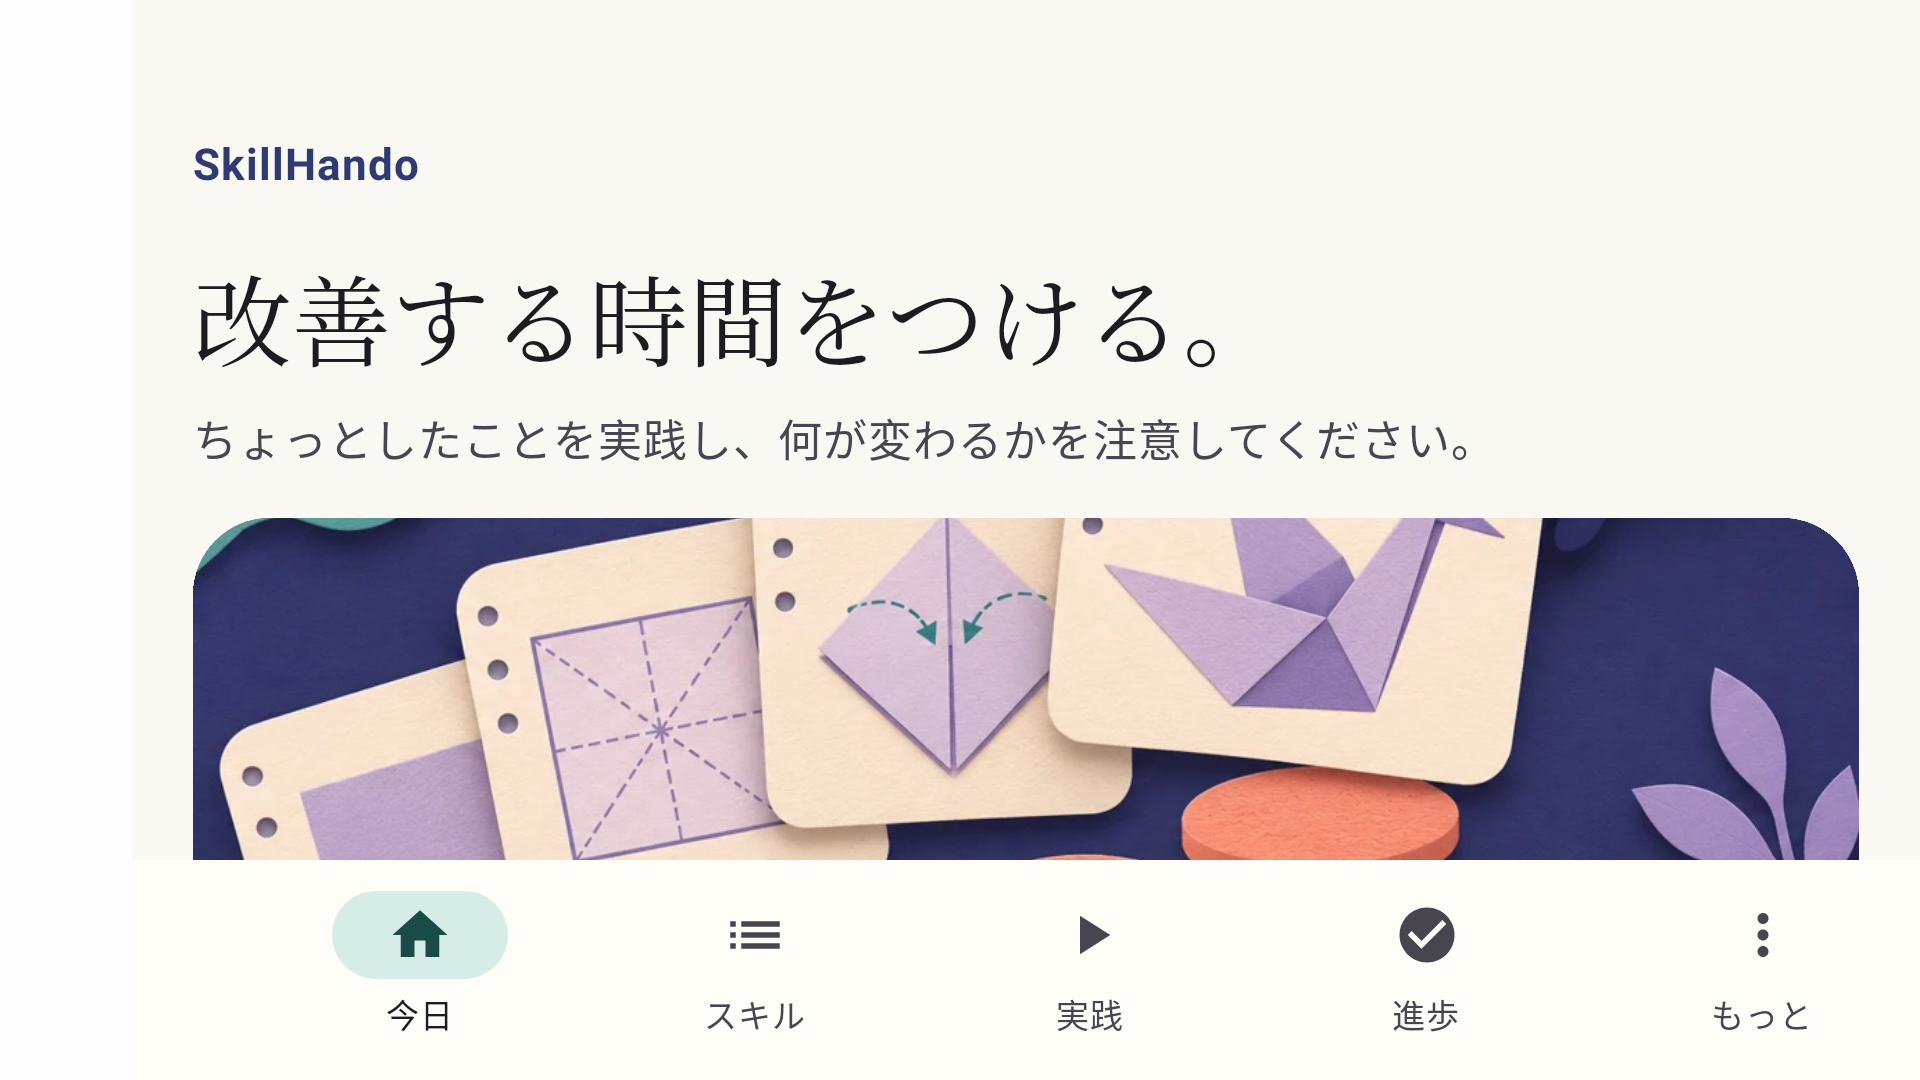 SkillHando
改善する時間をつける。
ちょっとしたことを実践し、何が変わるかを注意してください。
今日
スキル
実践
進歩
もっと